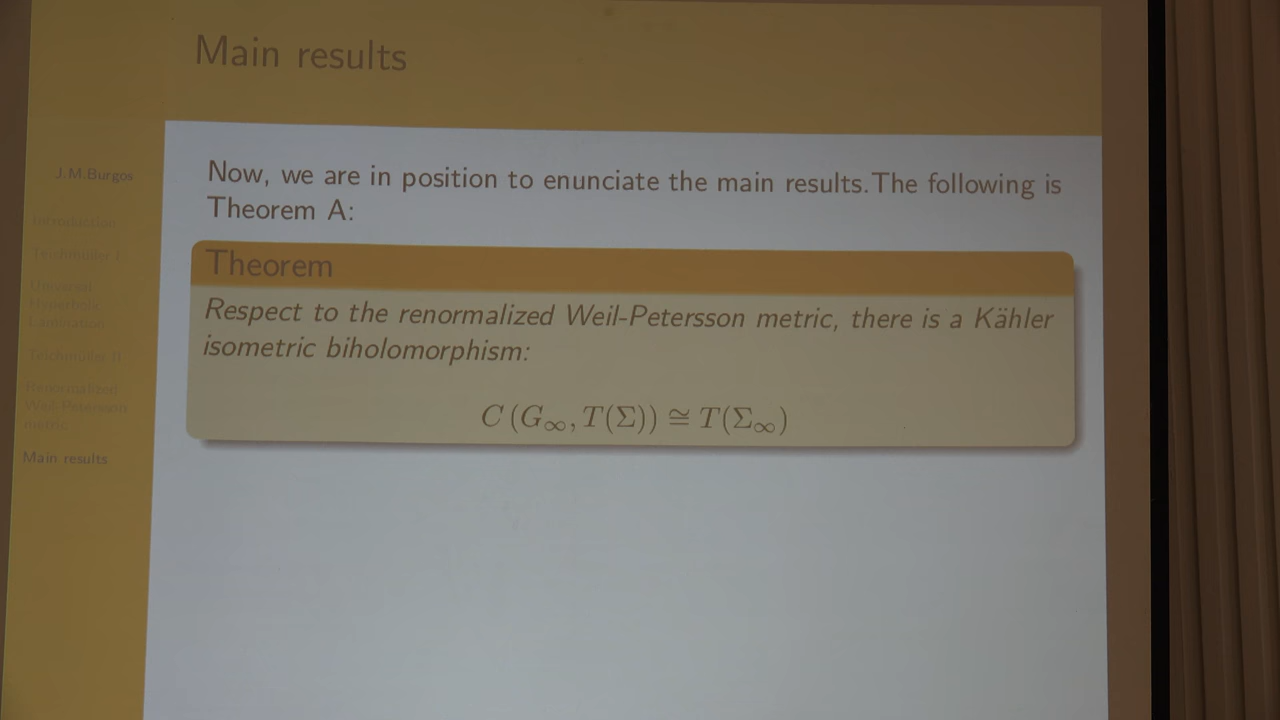 Main results
J.M.Burgos
Introduction
Teichmüller I
Universal
Hyperbolic
Lamination
Teichmüller II
Renormalized
Weil-Petersson
metric
Main results
Now, we are in position to enunciate the main results.The following is
Theorem A:
Theorem
Respect to the renormalized Weil-Petersson metric, there is a Kähler
isometric biholomorphism:
C (G∞, T(Σ)) ≅ T(Σ∞)